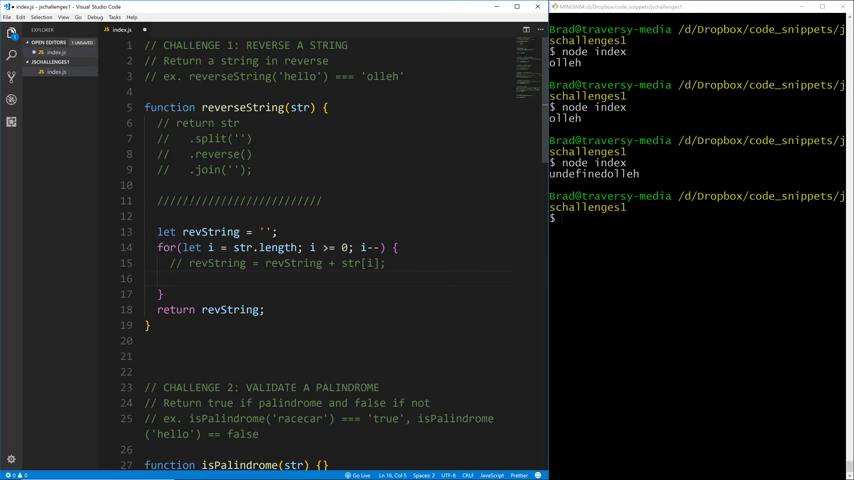 index.js - jschallenges1 - Visual Studio Code
File Edit Selection View Go Debug Tasks Help
EXPLORER
OPEN EDITORS 1 UNSAVED
index.js
JSCHALLENGES1
index.js
index.js
1 // CHALLENGE 1: REVERSE A STRING
2 // Return a string in reverse
3 // ex. reverseString('hello') === 'olleh'
4
5 function reverseString(str) {
6 // return str
7 // .split('')
8 // .reverse()
9 // .join('');
10
11 //////////////////////////
12
13 let revString = '';
14 for(let i = str.length; i >= 0; i--) {
15 // revString = revString + str[i];
16
17 }
18 return revString;
19 }
20
21
22
23 // CHALLENGE 2: VALIDATE A PALINDROME
24 // Return true if palindrome and false if not
25 // ex. isPalindrome('racecar') === 'true', isPalindrome
('hello') == false
26
27 function isPalindrome(str) {}
0 0
Go Live Ln 16, Col 5 Spaces: 2 UTF-8 CRLF JavaScript Prettier
MINGW64:/d/Dropbox/code_snippets/jschallenges1
Brad@traversy-media /d/Dropbox/code_snippets/j
schallenges1
$ node index
olleh
Brad@traversy-media /d/Dropbox/code_snippets/j
schallenges1
$ node index
olleh
Brad@traversy-media /d/Dropbox/code_snippets/j
schallenges1
$ node index
undefinedolleh
Brad@traversy-media /d/Dropbox/code_snippets/j
schallenges1
$